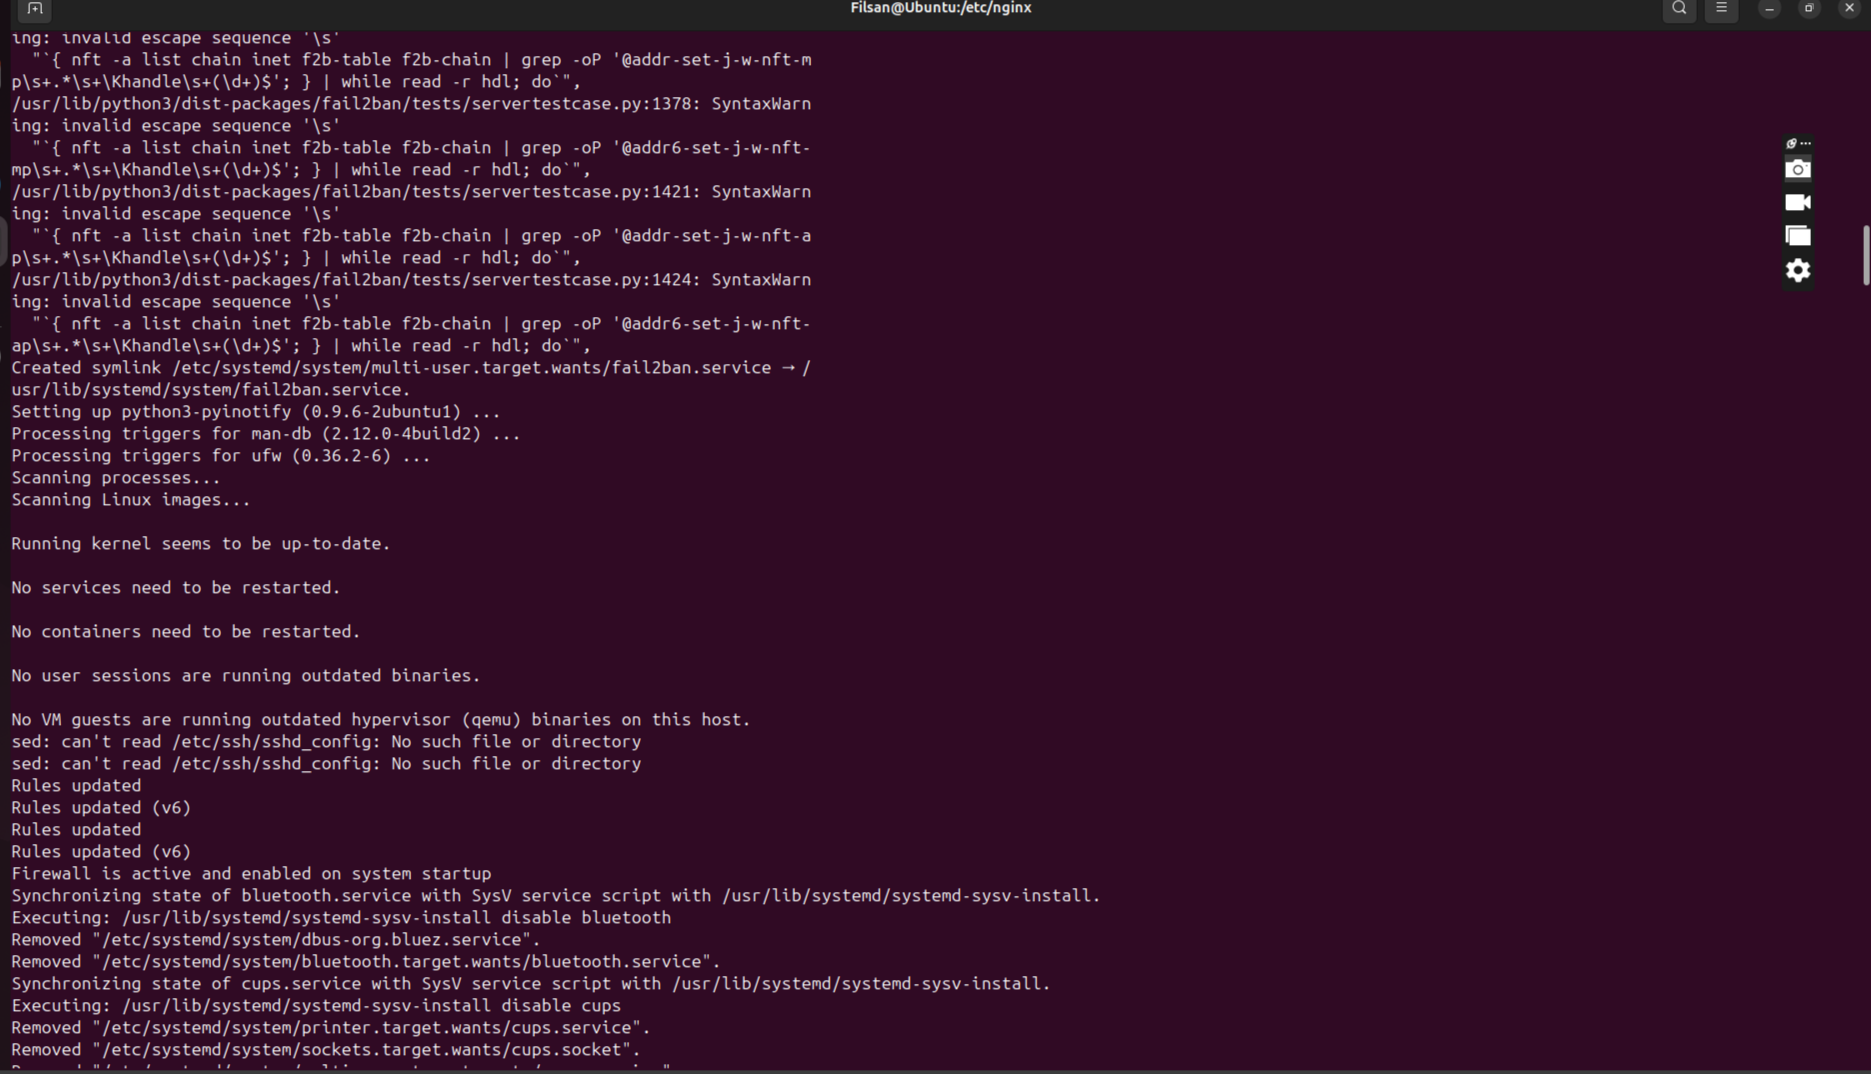 Filsan@Ubuntu:/etc/nginx
ing: invalid escape sequence '\s'
  "`{ nft -a list chain inet f2b-table f2b-chain | grep -oP '@addr-set-j-w-nft-m
p\s+.*\s+\Khandle\s+(\d+)$'; } | while read -r hdl; do`",
/usr/lib/python3/dist-packages/fail2ban/tests/servertestcase.py:1378: SyntaxWarn
ing: invalid escape sequence '\s'
  "`{ nft -a list chain inet f2b-table f2b-chain | grep -oP '@addr6-set-j-w-nft-
mp\s+.*\s+\Khandle\s+(\d+)$'; } | while read -r hdl; do`",
/usr/lib/python3/dist-packages/fail2ban/tests/servertestcase.py:1421: SyntaxWarn
ing: invalid escape sequence '\s'
  "`{ nft -a list chain inet f2b-table f2b-chain | grep -oP '@addr-set-j-w-nft-a
p\s+.*\s+\Khandle\s+(\d+)$'; } | while read -r hdl; do`",
/usr/lib/python3/dist-packages/fail2ban/tests/servertestcase.py:1424: SyntaxWarn
ing: invalid escape sequence '\s'
  "`{ nft -a list chain inet f2b-table f2b-chain | grep -oP '@addr6-set-j-w-nft-
ap\s+.*\s+\Khandle\s+(\d+)$'; } | while read -r hdl; do`",
Created symlink /etc/systemd/system/multi-user.target.wants/fail2ban.service → /
usr/lib/systemd/system/fail2ban.service.
Setting up python3-pyinotify (0.9.6-2ubuntu1) ...
Processing triggers for man-db (2.12.0-4build2) ...
Processing triggers for ufw (0.36.2-6) ...
Scanning processes...
Scanning Linux images...
Running kernel seems to be up-to-date.
No services need to be restarted.
No containers need to be restarted.
No user sessions are running outdated binaries.
No VM guests are running outdated hypervisor (qemu) binaries on this host.
sed: can't read /etc/ssh/sshd_config: No such file or directory
sed: can't read /etc/ssh/sshd_config: No such file or directory
Rules updated
Rules updated (v6)
Rules updated
Rules updated (v6)
Firewall is active and enabled on system startup
Synchronizing state of bluetooth.service with SysV service script with /usr/lib/systemd/systemd-sysv-install.
Executing: /usr/lib/systemd/systemd-sysv-install disable bluetooth
Removed "/etc/systemd/system/dbus-org.bluez.service".
Removed "/etc/systemd/system/bluetooth.target.wants/bluetooth.service".
Synchronizing state of cups.service with SysV service script with /usr/lib/systemd/systemd-sysv-install.
Executing: /usr/lib/systemd/systemd-sysv-install disable cups
Removed "/etc/systemd/system/printer.target.wants/cups.service".
Removed "/etc/systemd/system/sockets.target.wants/cups.socket".